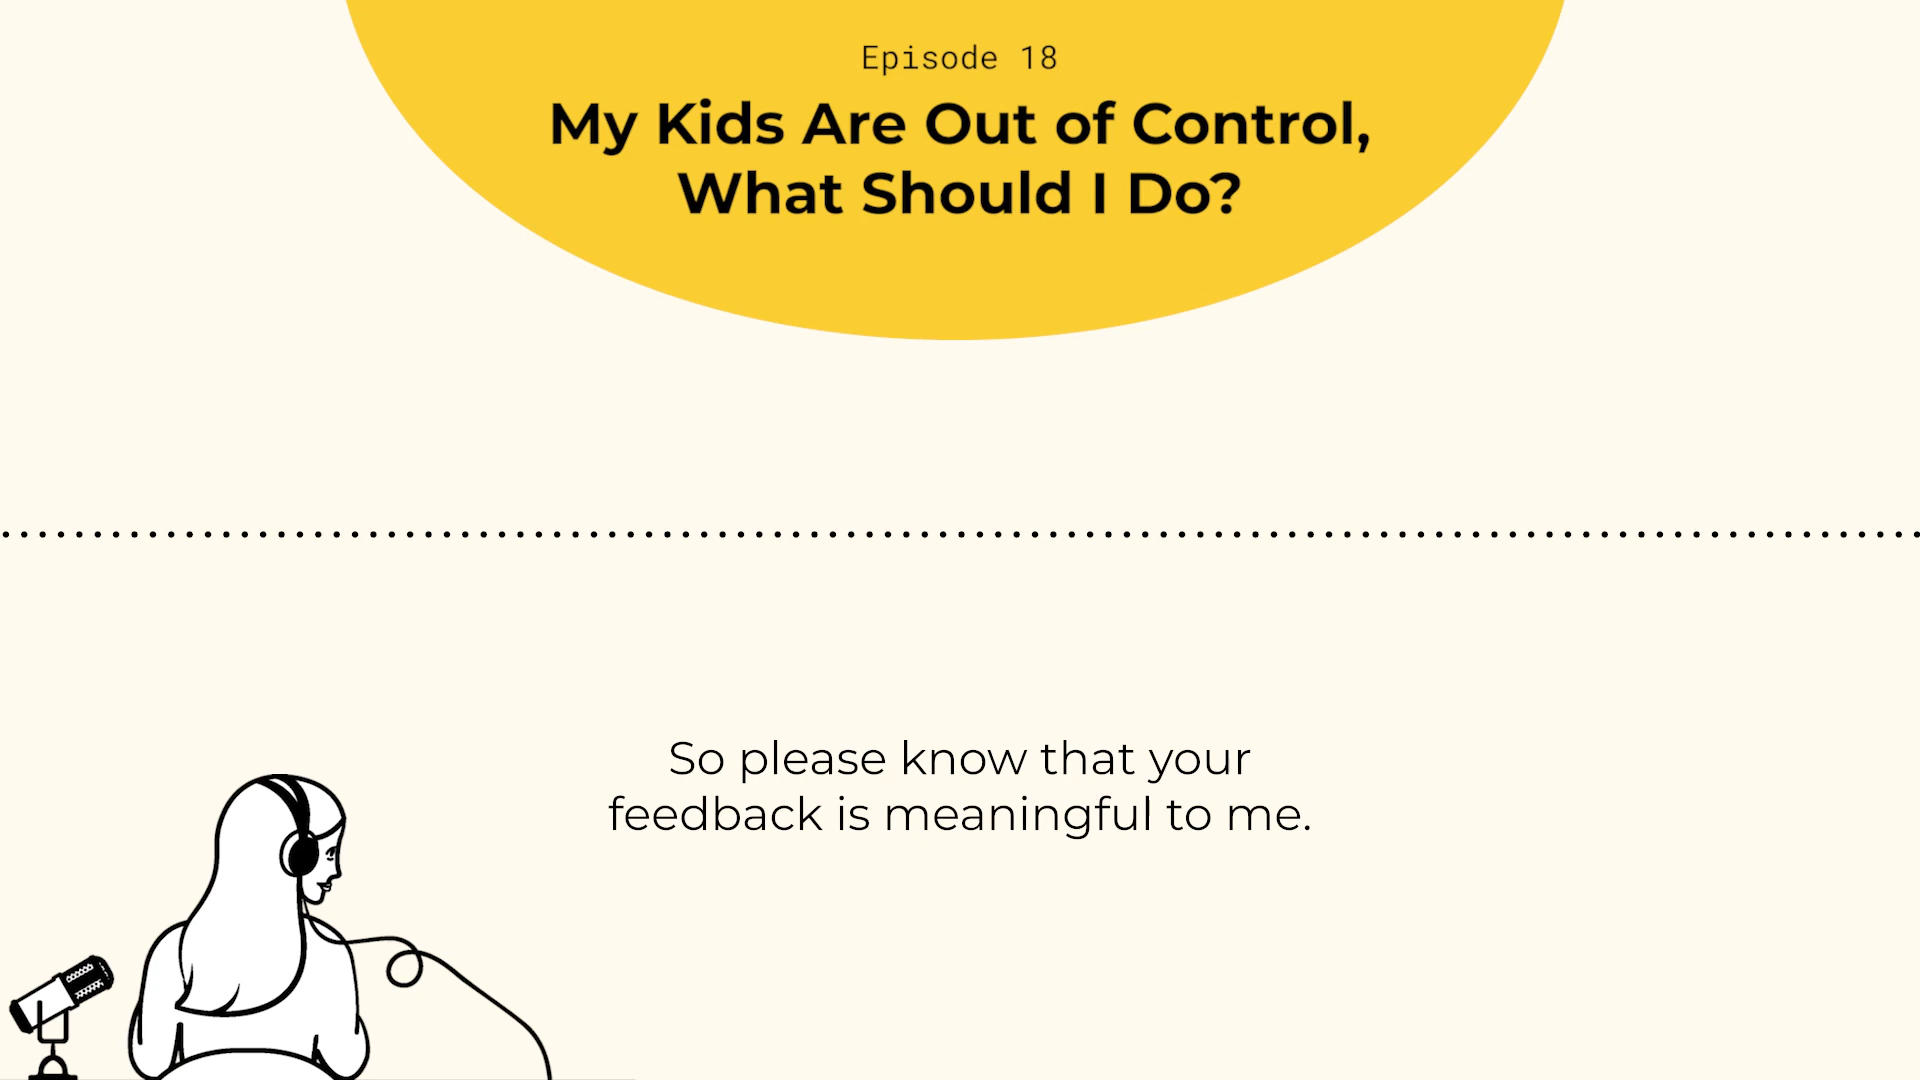 Episode 18
My Kids Are Out of Control,
What Should I Do?
So please know that your
feedback is meaningful to me.